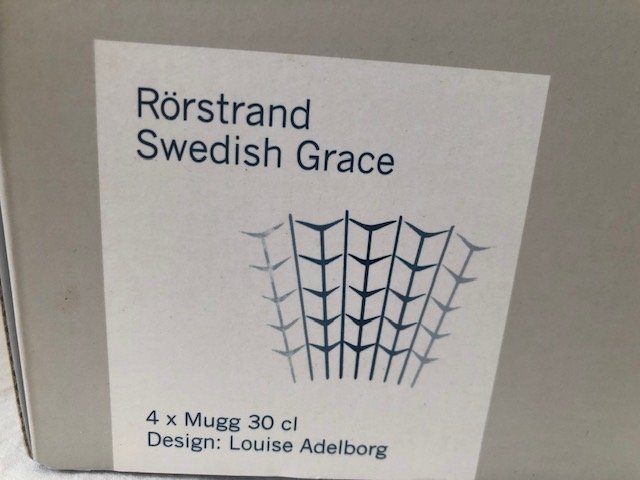 Rörstrand
Swedish Grace
4 x Mugg 30 cl
Design: Louise Adelborg